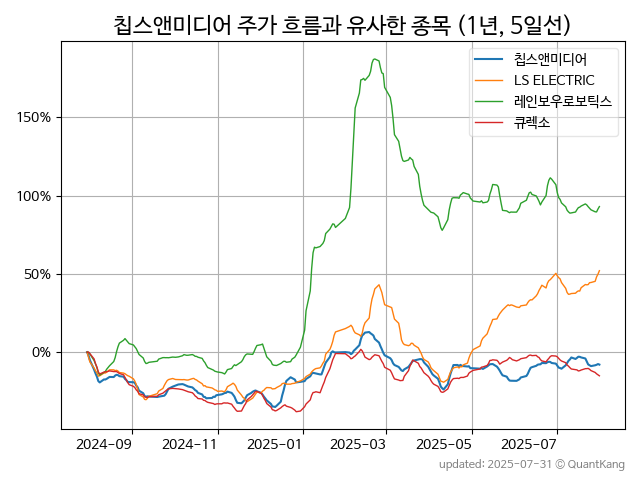 칩스앤미디어 주가 흐름과 유사한 종목 (1년, 5일선)
칩스앤미디어
LS ELECTRIC
레인보우로보틱스
큐렉소
150%
100%
50%
0%
2024-09 2024-11 2025-01 2025-03 2025-05 2025-07
updated: 2025-07-31 © QuantKang